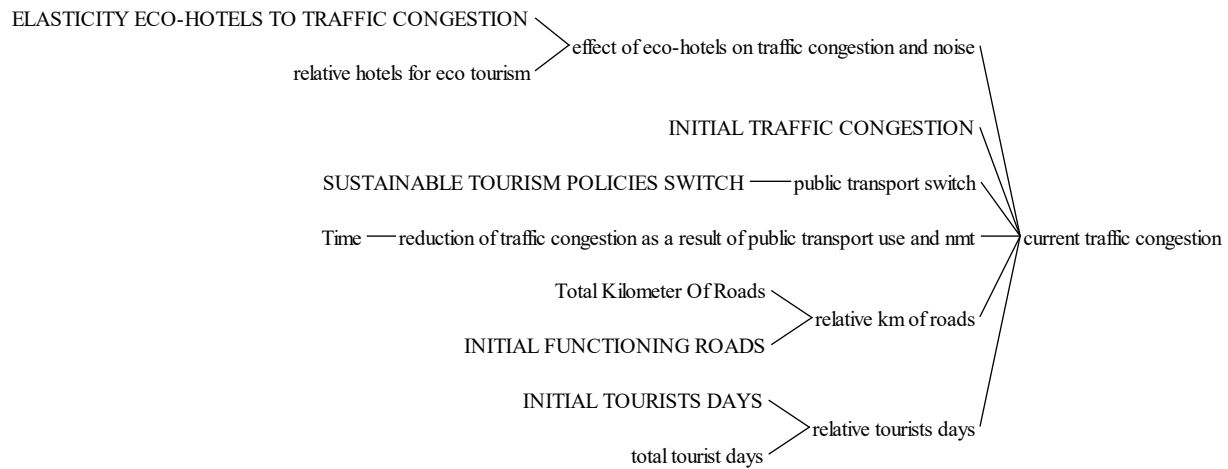 ELASTICITY ECO-HOTELS TO TRAFFIC CONGESTION
effect of eco-hotels on traffic congestion and noise
relative hotels for eco tourism
INITIAL TRAFFIC CONGESTION
SUSTAINABLE TOURISM POLICIES SWITCH
public transport switch
Time
reduction of traffic congestion as a result of public transport use and nmt
current traffic congestion
Total Kilometer Of Roads
relative km of roads
INITIAL FUNCTIONING ROADS
INITIAL TOURISTS DAYS
relative tourists days
total tourist days